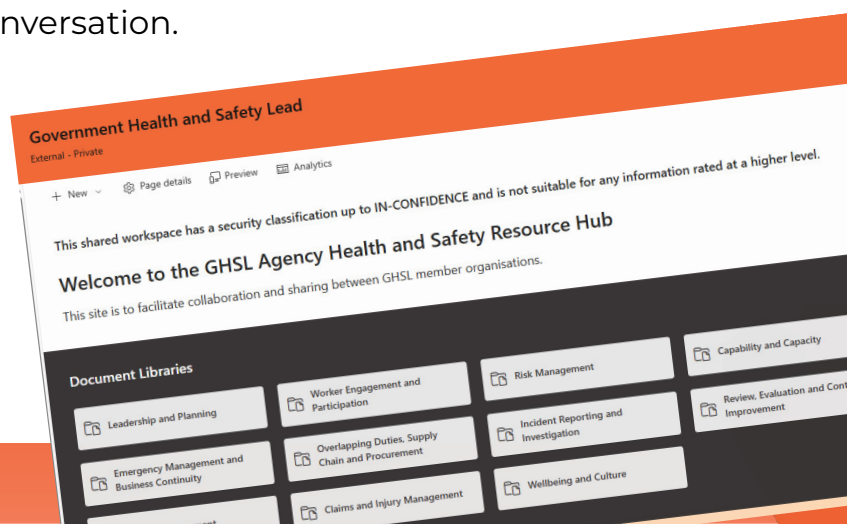 nversation.
Government Health and Safety Lead
External - Private
New
Page details
Preview
Analytics
This shared workspace has a security classification up to IN-CONFIDENCE and is not suitable for any information rated at a higher level.
Welcome to the GHSL Agency Health and Safety Resource Hub
This site is to facilitate collaboration and sharing between GHSL member organisations.
Document Libraries
Leadership and Planning
Worker Engagement and
Participation
Risk Management
Capability and Capacity
Emergency Management and
Business Continuity
Overlapping Duties, Supply
Chain and Procurement
Incident Reporting and
Investigation
Review, Evaluation and Cont
Improvement
Claims and Injury Management
Wellbeing and Culture